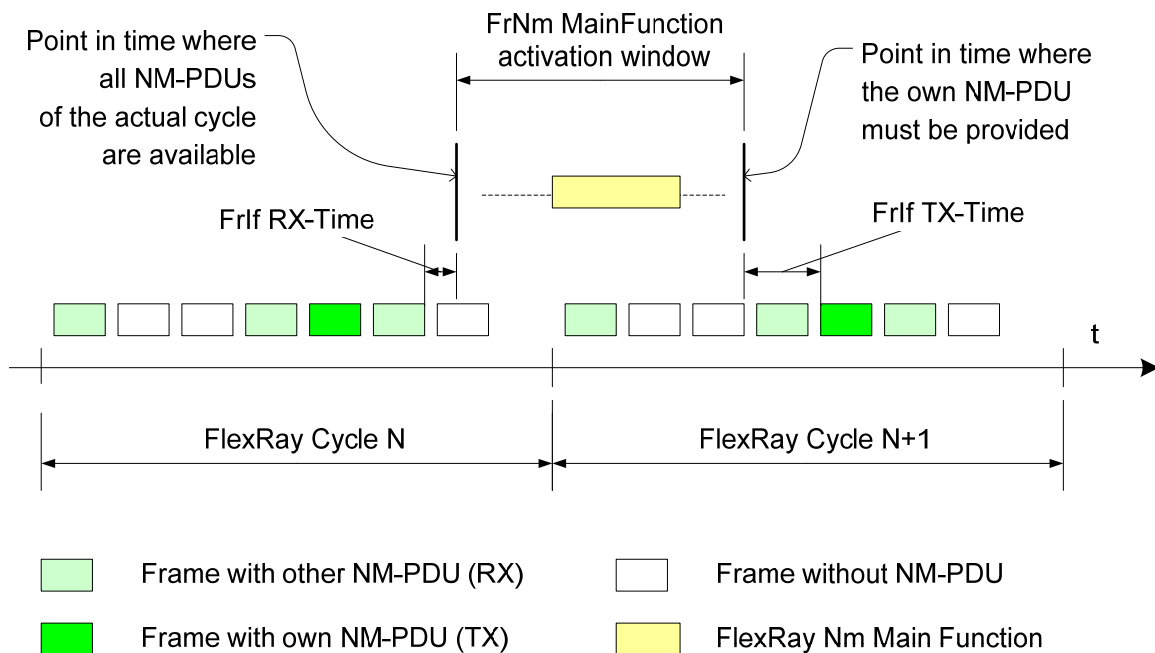 Point in time where
all NM-PDUs
of the actual cycle
are available
FrNm MainFunction
activation window
Point in time where
the own NM-PDU
must be provided
FrIf RX-Time
FrIf TX-Time
t
FlexRay Cycle N
FlexRay Cycle N+1
Frame with other NM-PDU (RX)
Frame without NM-PDU
Frame with own NM-PDU (TX)
FlexRay Nm Main Function